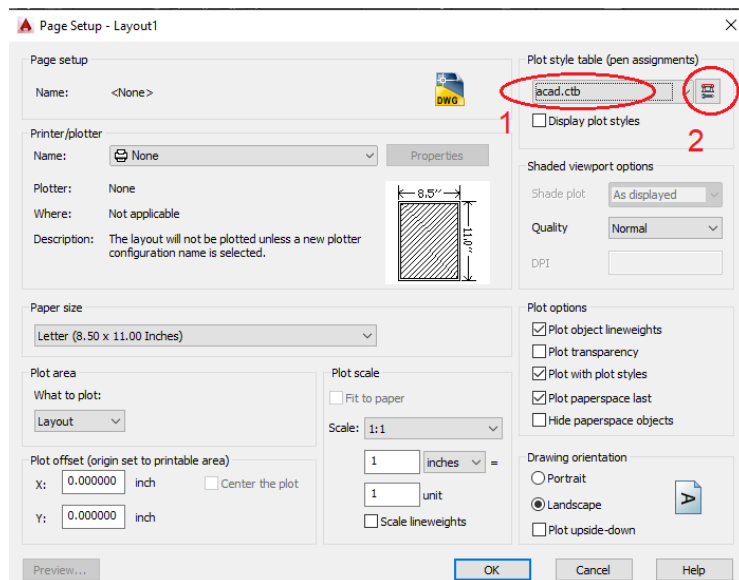 Page Setup - Layout1
Page setup
Name: <None>
DWG
Printer/plotter
Name: None
Properties
Plotter: None
Where: Not applicable
Description: The layout will not be plotted unless a new plotter
configuration name is selected.
8.5″
11.0″
Paper size
Letter (8.50 x 11.00 Inches)
Plot area
What to plot:
Layout
Plot offset (origin set to printable area)
X: 0.000000 inch
Center the plot
Y: 0.000000 inch
Plot scale
Fit to paper
Scale: 1:1
1 inches =
1 unit
Scale lineweights
Plot style table (pen assignments)
acad.ctb
1
Display plot styles
2
Shaded viewport options
Shade plot As displayed
Quality Normal
DPI
Plot options
Plot object lineweights
Plot transparency
Plot with plot styles
Plot paperspace last
Hide paperspace objects
Drawing orientation
Portrait
Landscape
A
Plot upside-down
Preview...
OK
Cancel
Help